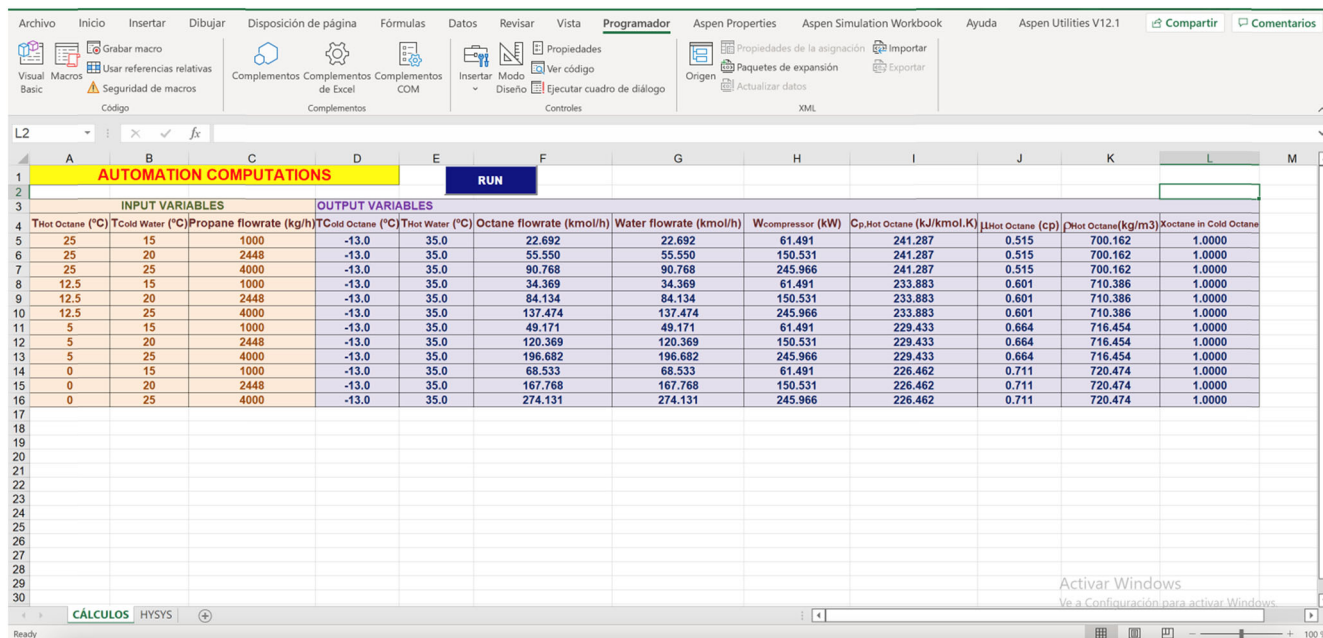 Archivo Inicio Insertar Dibujar Disposición de página Fórmulas Datos Revisar Vista Programador Aspen Properties Aspen Simulation Workbook Ayuda Aspen Utilities V12.1 Compartir Comentarios
Visual Basic
Macros
Grabar macro
Usar referencias relativas
Seguridad de macros
Código
Complementos
Complementos de Excel
Complementos COM
Complementos
Insertar
Modo Diseño
Propiedades
Ver código
Ejecutar cuadro de diálogo
Controles
Origen
Propiedades de la asignación
Paquetes de expansión
Actualizar datos
Importar
Exportar
XML
L2 fx
A B C D E F G H I J K L M
1 AUTOMATION COMPUTATIONS RUN
2
3 INPUT VARIABLES OUTPUT VARIABLES
4 THot Octane (ºC) TCold Water (ºC) Propane flowrate (kg/h) TCold Octane (ºC) THot Water (ºC) Octane flowrate (kmol/h) Water flowrate (kmol/h) Wcompressor (kW) Cp,Hot Octane (kJ/kmol.K) μHot Octane (cp) ρHot Octane(kg/m3) Xoctane in Cold Octane
5 25 15 1000 -13.0 35.0 22.692 22.692 61.491 241.287 0.515 700.162 1.0000
6 25 20 2448 -13.0 35.0 55.550 55.550 150.531 241.287 0.515 700.162 1.0000
7 25 25 4000 -13.0 35.0 90.768 90.768 245.966 241.287 0.515 700.162 1.0000
8 12.5 15 1000 -13.0 35.0 34.369 34.369 61.491 233.883 0.601 710.386 1.0000
9 12.5 20 2448 -13.0 35.0 84.134 84.134 150.531 233.883 0.601 710.386 1.0000
10 12.5 25 4000 -13.0 35.0 137.474 137.474 245.966 233.883 0.601 710.386 1.0000
11 5 15 1000 -13.0 35.0 49.171 49.171 61.491 229.433 0.664 716.454 1.0000
12 5 20 2448 -13.0 35.0 120.369 120.369 150.531 229.433 0.664 716.454 1.0000
13 5 25 4000 -13.0 35.0 196.682 196.682 245.966 229.433 0.664 716.454 1.0000
14 0 15 1000 -13.0 35.0 68.533 68.533 61.491 226.462 0.711 720.474 1.0000
15 0 20 2448 -13.0 35.0 167.768 167.768 150.531 226.462 0.711 720.474 1.0000
16 0 25 4000 -13.0 35.0 274.131 274.131 245.966 226.462 0.711 720.474 1.0000
17
18
19
20
21
22
23
24
25
26
27
28
29
30
Activar Windows
Ve a Configuración para activar Windows.
CÁLCULOS HYSYS
Ready 100 %